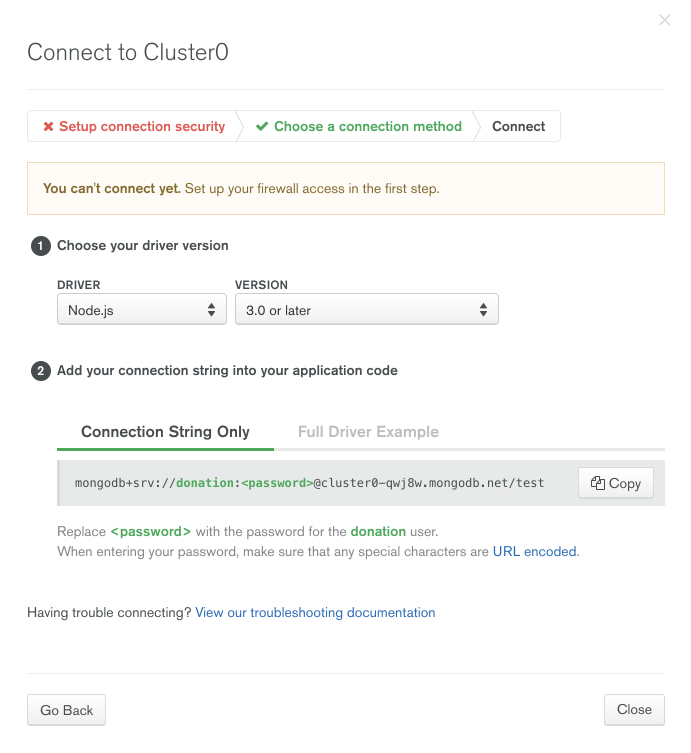 Connect to Cluster0
Setup connection security Choose a connection method Connect
You can't connect yet. Set up your firewall access in the first step.
1 Choose your driver version
DRIVER VERSION
Node.js 3.0 or later
2 Add your connection string into your application code
Connection String Only Full Driver Example
mongodb+srv://donation:<password>@cluster0-qwj8w.mongodb.net/test Copy
Replace <password> with the password for the donation user.
When entering your password, make sure that any special characters are URL encoded.
Having trouble connecting? View our troubleshooting documentation
Go Back Close